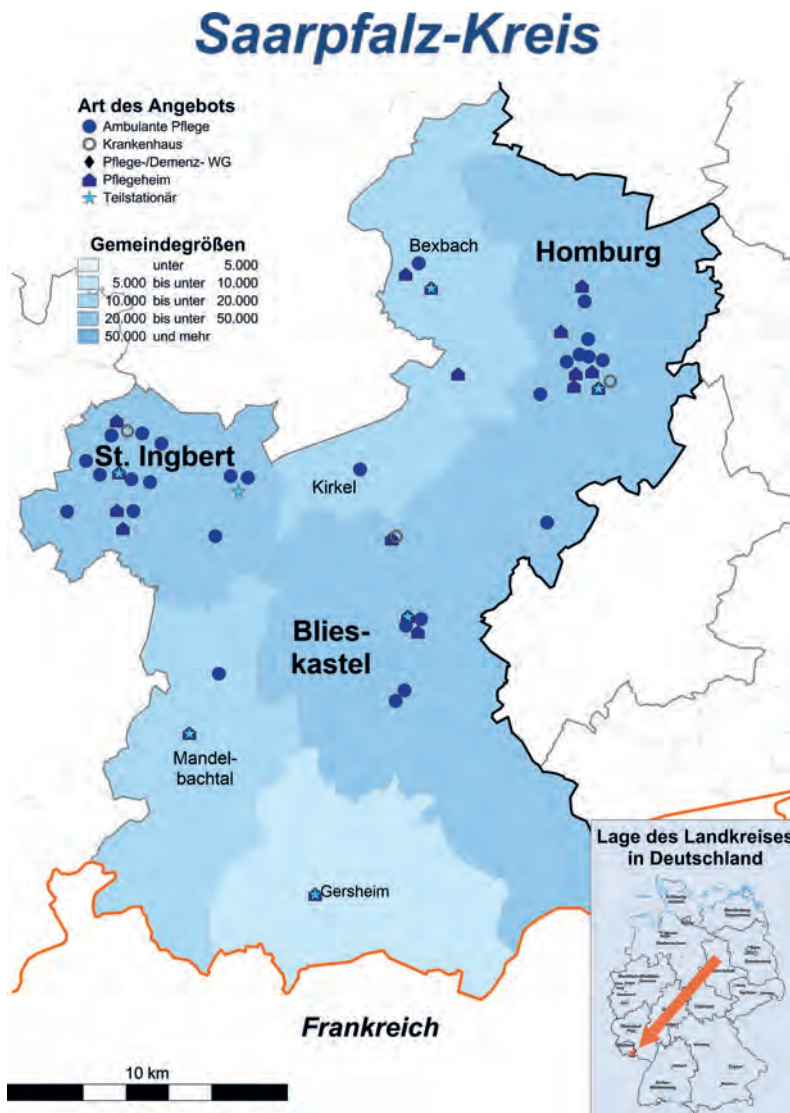 Saarpfalz-Kreis
Art des Angebots
Ambulante Pflege
Krankenhaus
Pflege-/Demenz- WG
Pflegeheim
Teilstationär
Gemeindegrößen
unter 5.000
5.000 bis unter 10.000
10.000 bis unter 20.000
20.000 bis unter 50.000
50.000 und mehr
Bexbach
Homburg
St. Ingbert
Kirkel
Blies-
kastel
Mandel-
bachtal
Gersheim
Frankreich
10 km
Lage des Landkreises
in Deutschland